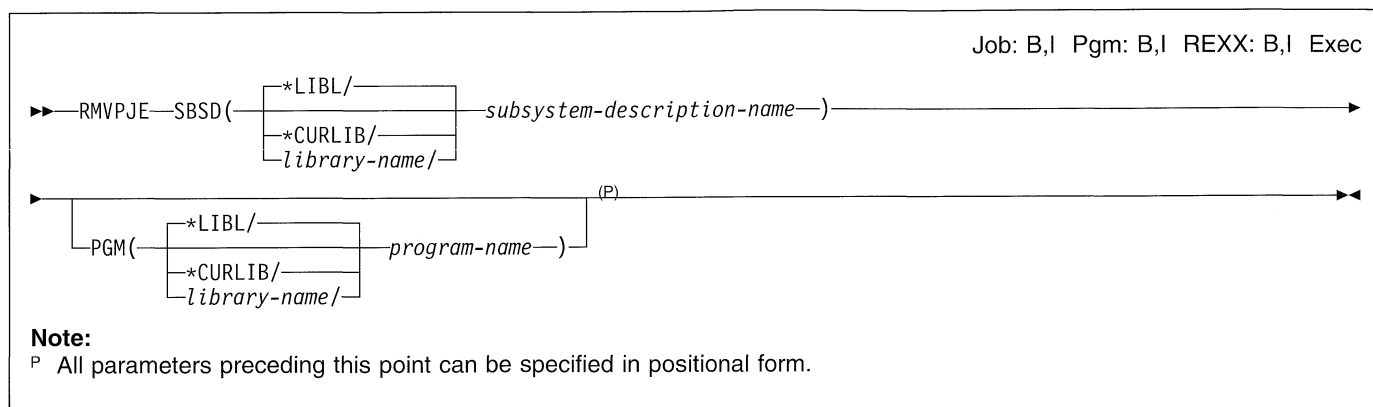 Job: B,I Pgm: B,I REXX: B,I Exec
*LIBL/
RMVPJE SBSD( subsystem-description-name )
*CURLIB/
library-name/
(P)
*LIBL/
PGM( program-name )
*CURLIB/
library-name/
Note:
P All parameters preceding this point can be specified in positional form.